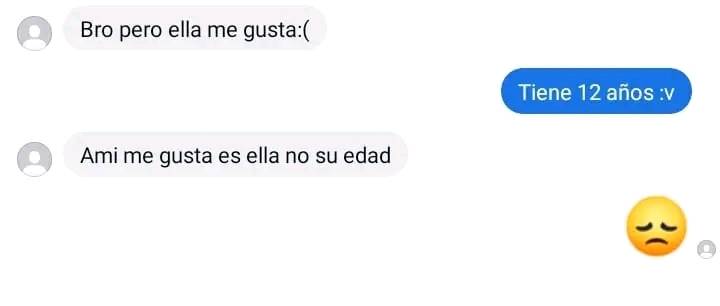 Bro pero ella me gusta:(
Tiene 12 años :v
Ami me gusta es ella no su edad